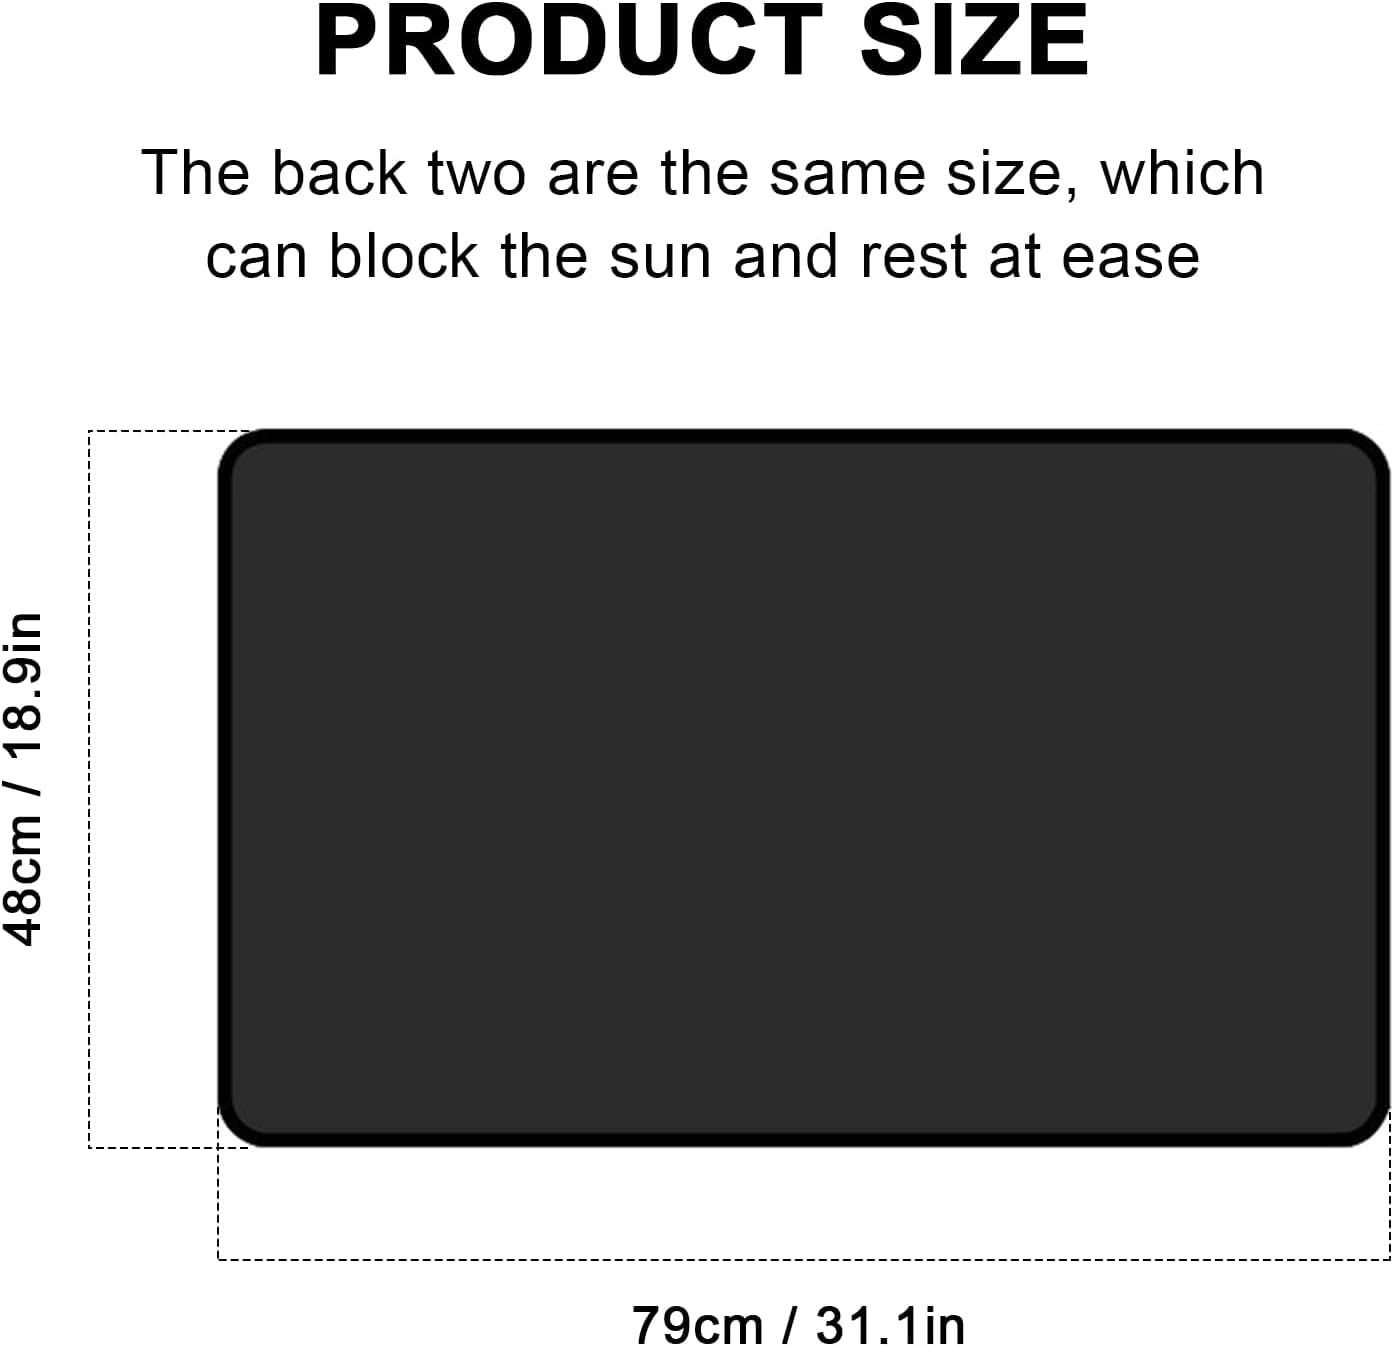 PRODUCT SIZE
The back two are the same size, which
can block the sun and rest at ease
48cm / 18.9in
79cm / 31.1in